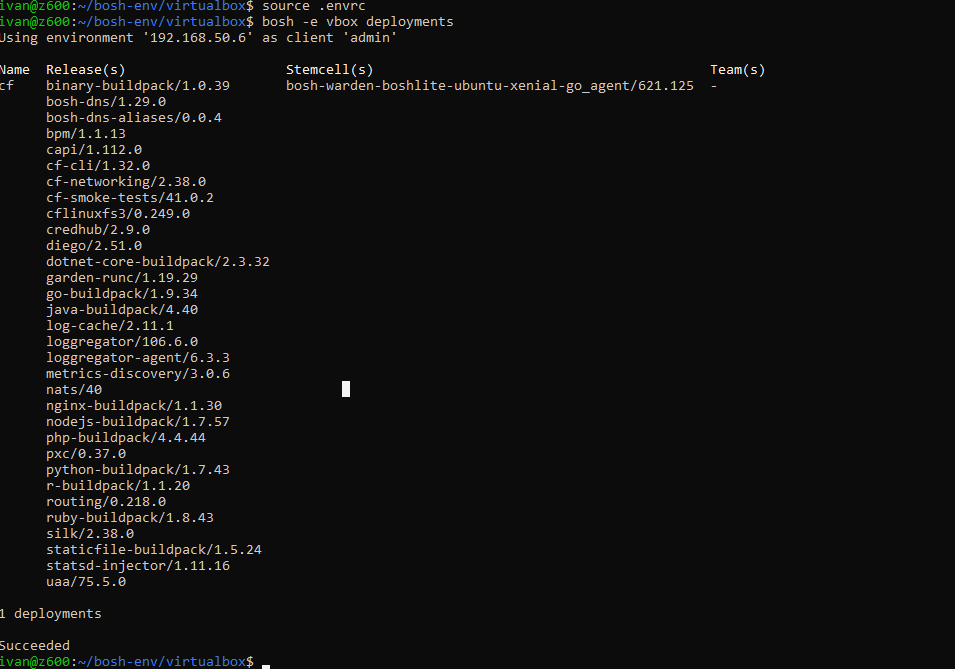 ivan@z600:~/bosh-env/virtualbox$ source .envrc
ivan@z600:~/bosh-env/virtualbox$ bosh -e vbox deployments
Using environment '192.168.50.6' as client 'admin'
Name Release(s) Stemcell(s) Team(s)
cf binary-buildpack/1.0.39 bosh-warden-boshlite-ubuntu-xenial-go_agent/621.125 -
bosh-dns/1.29.0
bosh-dns-aliases/0.0.4
bpm/1.1.13
capi/1.112.0
cf-cli/1.32.0
cf-networking/2.38.0
cf-smoke-tests/41.0.2
cflinuxfs3/0.249.0
credhub/2.9.0
diego/2.51.0
dotnet-core-buildpack/2.3.32
garden-runc/1.19.29
go-buildpack/1.9.34
java-buildpack/4.40
log-cache/2.11.1
loggregator/106.6.0
loggregator-agent/6.3.3
metrics-discovery/3.0.6
nats/40
nginx-buildpack/1.1.30
nodejs-buildpack/1.7.57
php-buildpack/4.4.44
pxc/0.37.0
python-buildpack/1.7.43
r-buildpack/1.1.20
routing/0.218.0
ruby-buildpack/1.8.43
silk/2.38.0
staticfile-buildpack/1.5.24
statsd-injector/1.11.16
uaa/75.5.0
1 deployments
Succeeded
ivan@z600:~/bosh-env/virtualbox$